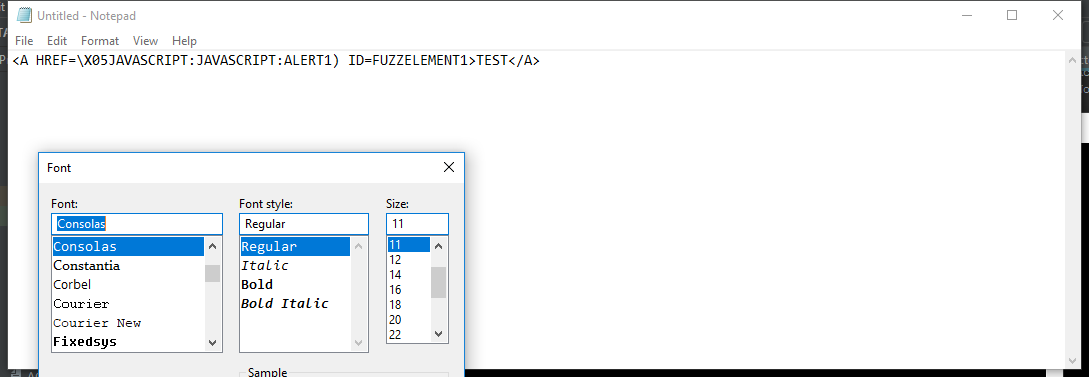 Untitled - Notepad
File Edit Format View Help
<A HREF=\X05JAVASCRIPT:JAVASCRIPT:ALERT1) ID=FUZZELEMENT1>TEST</A>
Font
Font: Font style: Size:
Consolas Regular 11
Consolas Regular 11
Constantia Italic 12
Corbel Bold 14
Courier Bold Italic 16
Courier New 18
Fixedsys 20
22
Sample